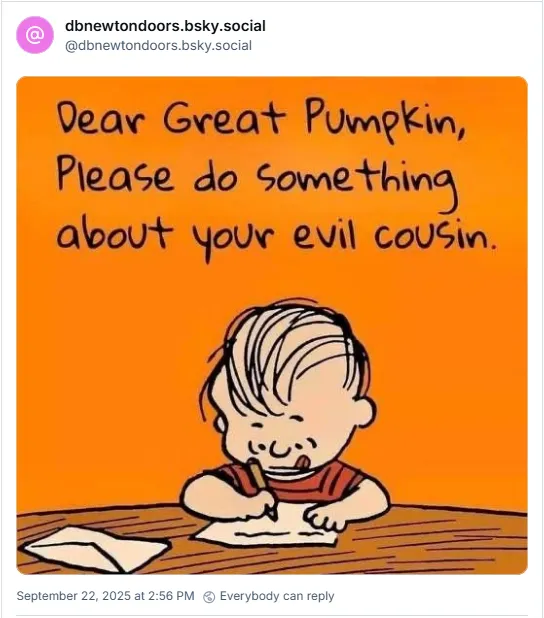 dbnewtondoors.bsky.social
@dbnewtondoors.bsky.social
Dear Great Pumpkin,
Please do something
about your evil cousin.
September 22, 2025 at 2:56 PM Everybody can reply